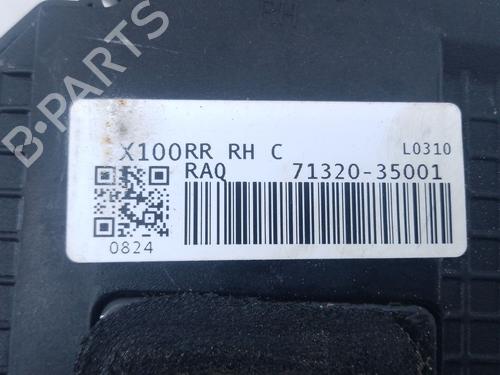 B-PARTS
X100RR RH C
L0310
RAQ 71320-35001
0824